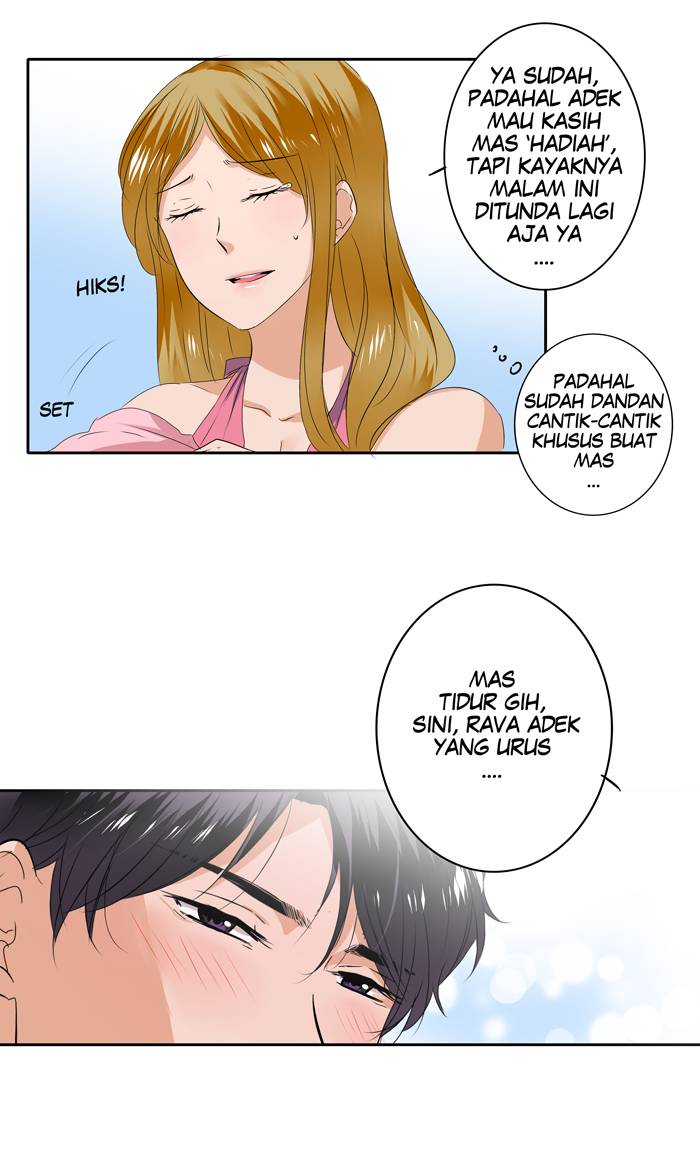 YA SUDAH,
PADAHAL ADEK
MAU KASIH
MAS 'HADIAH',
TAPI KAYAKNYA
MALAM INI
DITUNDA LAGI
AJA YA
....
HIKS!
SET
PADAHAL
SUDAH DANDAN
CANTIK-CANTIK
KHUSUS BUAT
MAS
...
MAS
TIDUR GIH,
SINI, RAVA ADEK
YANG URUS
....